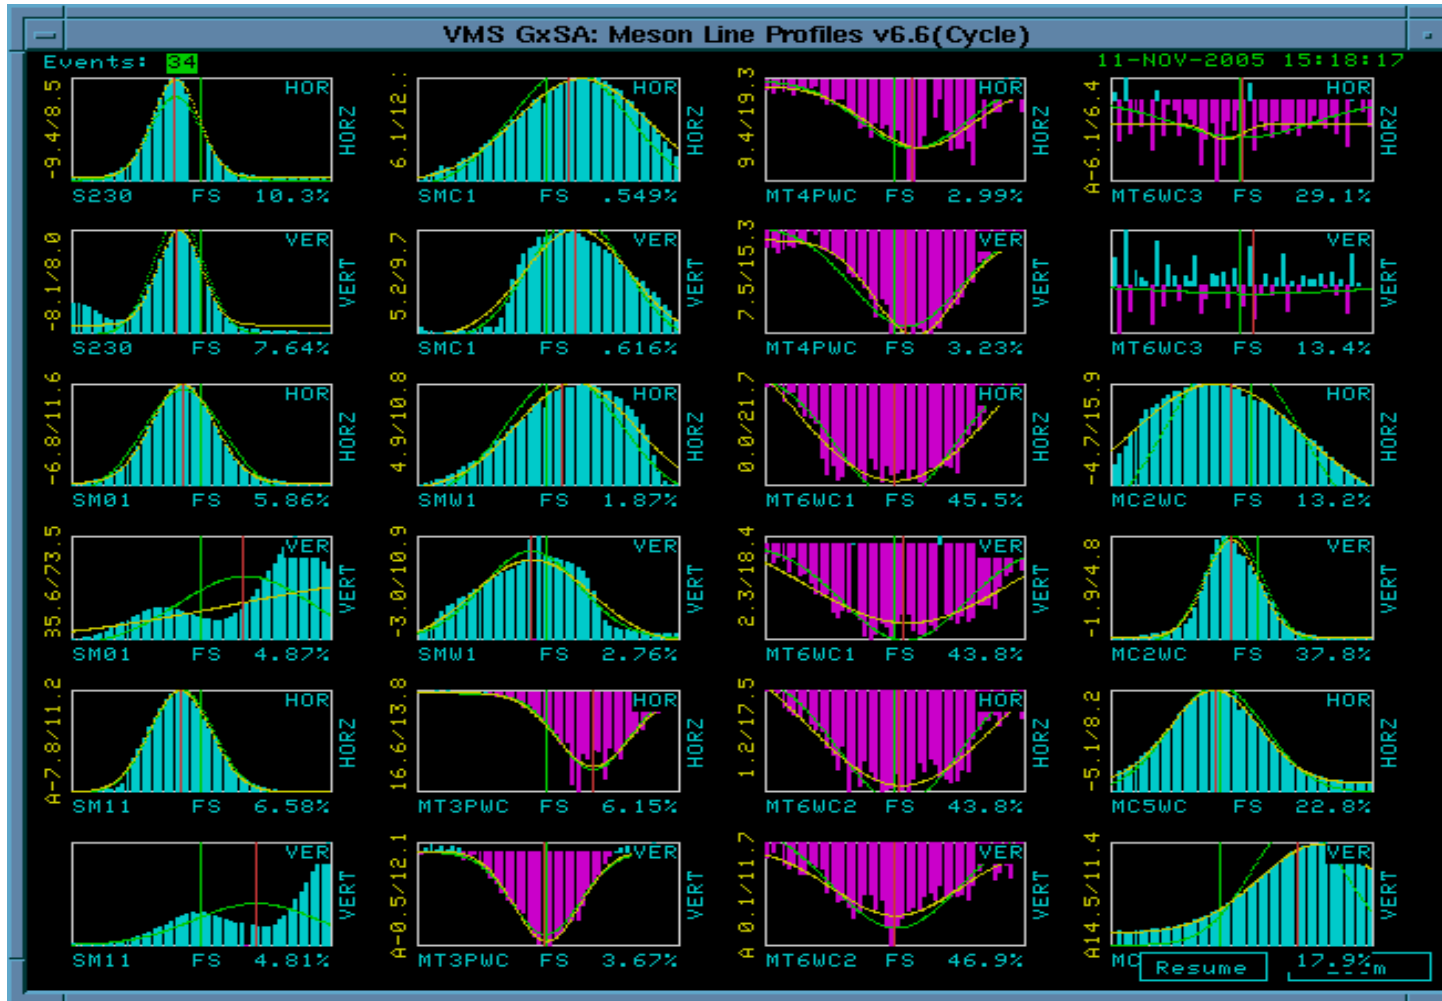 VMS GxSA: Meson Line Profiles v6.6(Cycle)
Events: 34
11-NOV-2005 15:18:17
-9.4/8.5 HOR HORZ
S230 FS 10.3%
6.1/12. HOR HORZ
SMC1 FS .549%
9.4/19.3 HOR HORZ
MT4PWC FS 2.99%
A-6.1/6.4 HOR HORZ
MT6WC3 FS 29.1%
-8.1/8.0 VER VERT
S230 FS 7.64%
5.2/9.7 VER VERT
SMC1 FS .616%
7.5/15.3 VER VERT
MT4PWC FS 3.23%
VER VERT
MT6WC3 FS 13.4%
-6.8/11.6 HOR HORZ
SM01 FS 5.86%
4.9/10.8 HOR HORZ
SMW1 FS 1.87%
0.0/21.7 HOR HORZ
MT6WC1 FS 45.5%
-4.7/15.9 HOR HORZ
MC2WC FS 13.2%
35.6/73.5 VER VERT
SM01 FS 4.87%
-3.0/10.9 VER VERT
SMW1 FS 2.76%
2.3/18.4 VER VERT
MT6WC1 FS 43.8%
-1.9/4.8 VER VERT
MC2WC FS 37.8%
A-7.8/11.2 HOR HORZ
SM11 FS 6.58%
16.6/13.8 HOR HORZ
MT3PWC FS 6.15%
1.2/17.5 HOR HORZ
MT6WC2 FS 43.8%
-5.1/8.2 HOR HORZ
MC5WC FS 22.8%
VER VERT
SM11 FS 4.81%
A-0.5/12.1 VER VERT
MT3PWC FS 3.67%
A 0.1/11.7 VER VERT
MT6WC2 FS 46.9%
A14.5/11.4 VER VERT
MC 17.9%
Resume